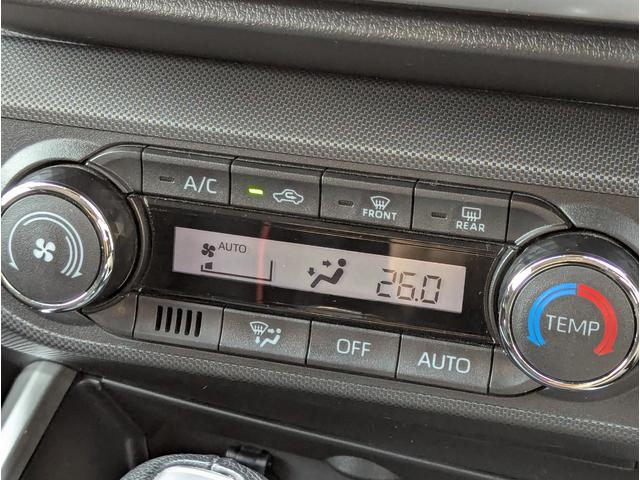 A/C
FRONT
REAR
AUTO
26.0
TEMP
OFF
AUTO